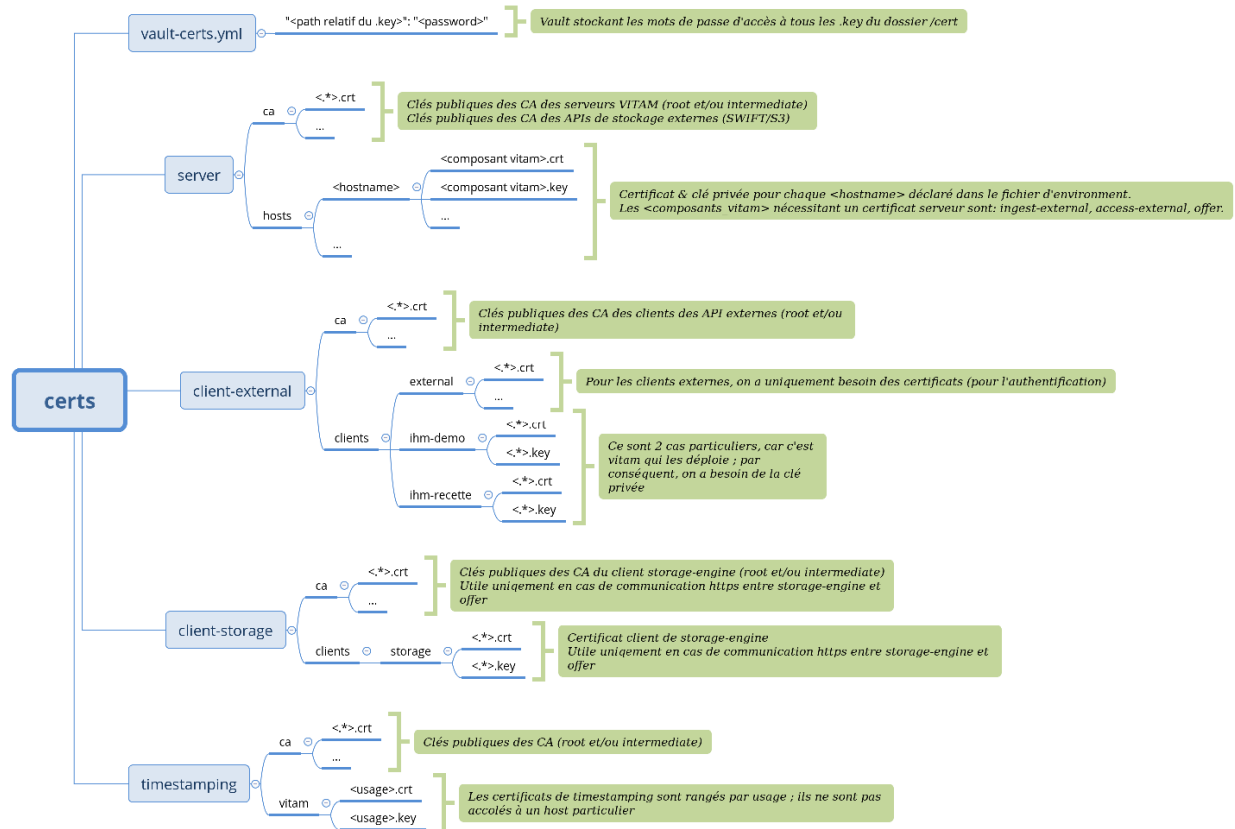 vault-certs.yml
"<path relatif du .key>": "<password>"
Vault stockant les mots de passe d'accès à tous les .key du dossier /cert
server
ca
<.*>.crt
...
Clés publiques des CA des serveurs VITAM (root et/ou intermediate)
Clés publiques des CA des APIs de stockage externes (SWIFT/S3)
hosts
<hostname>
<composant vitam>.crt
<composant vitam>.key
...
...
Certificat & clé privée pour chaque <hostname> déclaré dans le fichier d'environment.
Les <composants vitam> nécessitant un certificat serveur sont: ingest-external, access-external, offer.
certs
client-external
ca
<.*>.crt
...
Clés publiques des CA des clients des API externes (root et/ou
intermediate)
clients
external
<.*>.crt
...
Pour les clients externes, on a uniquement besoin des certificats (pour l'authentification)
ihm-demo
<.*>.crt
<.*>.key
ihm-recette
<.*>.crt
<.*>.key
Ce sont 2 cas particuliers, car c'est
vitam qui les déploie ; par
conséquent, on a besoin de la clé
privée
client-storage
ca
<.*>.crt
...
Clés publiques des CA du client storage-engine (root et/ou intermediate)
Utile uniqement en cas de communication https entre storage-engine et
offer
clients
storage
<.*>.crt
<.*>.key
Certificat client de storage-engine
Utile uniqement en cas de communication https entre storage-engine et
offer
timestamping
ca
<.*>.crt
...
Clés publiques des CA (root et/ou intermediate)
vitam
<usage>.crt
<usage>.key
Les certificats de timestamping sont rangés par usage ; ils ne sont pas
accolés à un host particulier